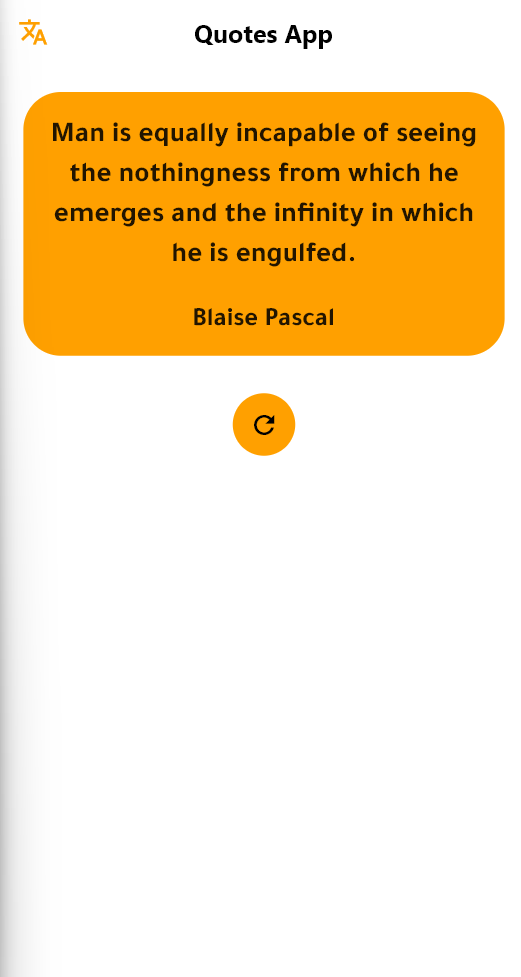 Quotes App
Man is equally incapable of seeing
the nothingness from which he
emerges and the infinity in which
he is engulfed.
Blaise Pascal